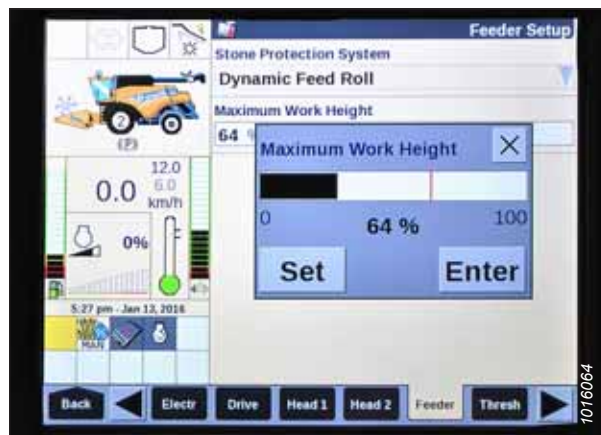 Feeder Setup
Stone Protection System
Dynamic Feed Roll
Maximum Work Height
64 %
Maximum Work Height
0 64 % 100
Set Enter
2
(P)
12.0
6.0
0.0 km/h
0%
5:27 pm - Jan 13, 2016
MAN
Back Electr Drive Head 1 Head 2 Feeder Thresh
1016064